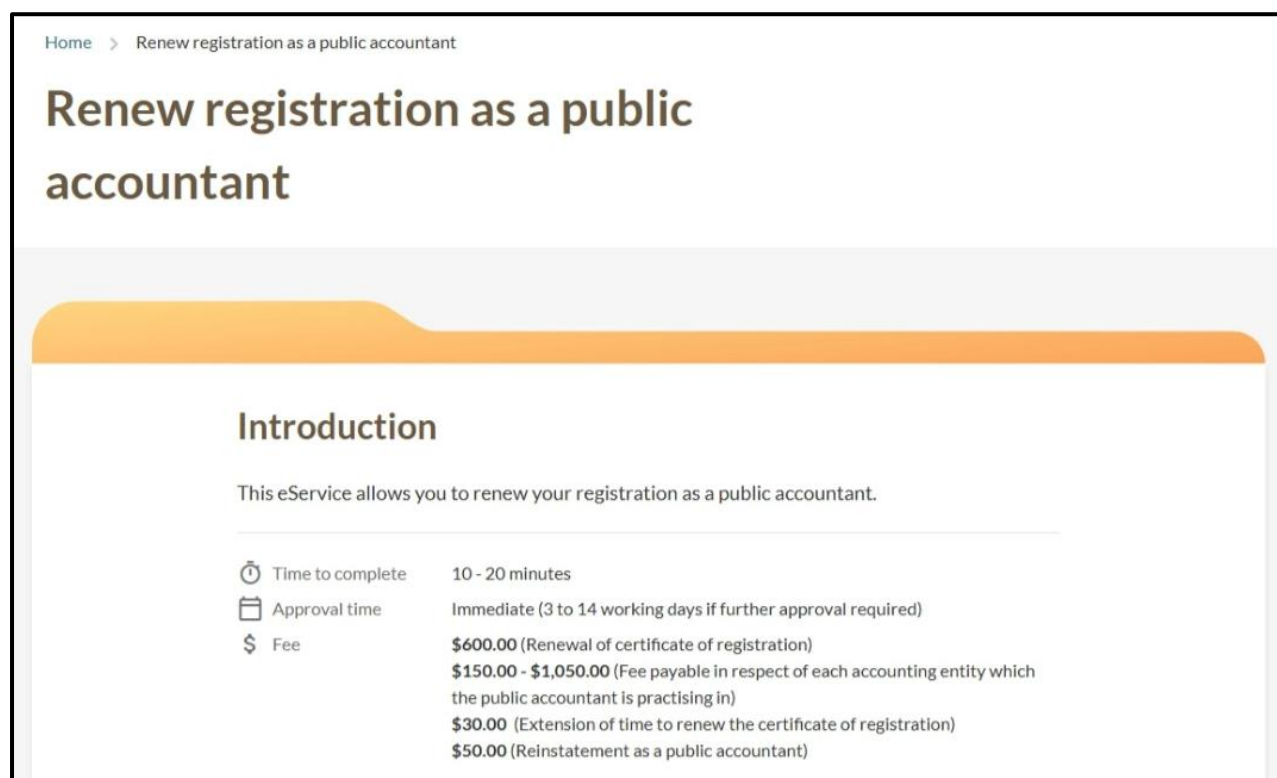 Home > Renew registration as a public accountant
Renew registration as a public
accountant
Introduction
This eService allows you to renew your registration as a public accountant.
Time to complete 10 - 20 minutes
Approval time Immediate (3 to 14 working days if further approval required)
$ Fee $600.00 (Renewal of certificate of registration)
$150.00 - $1,050.00 (Fee payable in respect of each accounting entity which
the public accountant is practising in)
$30.00 (Extension of time to renew the certificate of registration)
$50.00 (Reinstatement as a public accountant)